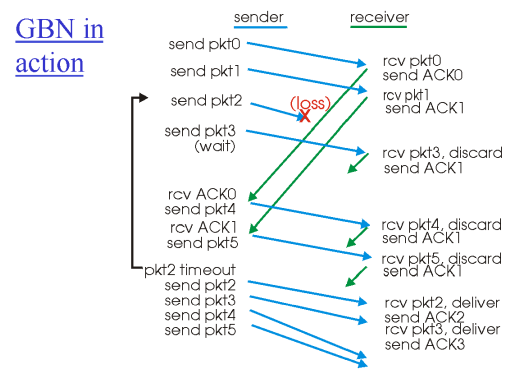 GBN in
action
sender
receiver
send pkt0
send pkt1
send pkt2
(loss)
X
send pkt3
(wait)
rcv ACK0
send pkt4
rcv ACK1
send pkt5
pkt2 timeout
send pkt2
send pkt3
send pkt4
send pkt5
rcv pkt0
send ACK0
rcv pkt1
send ACK1
rcv pkt3, discard
send ACK1
rcv pkt4, discard
send ACK1
rcv pkt5, discard
send ACK1
rcv pkt2, deliver
send ACK2
rcv pkt3, deliver
send ACK3